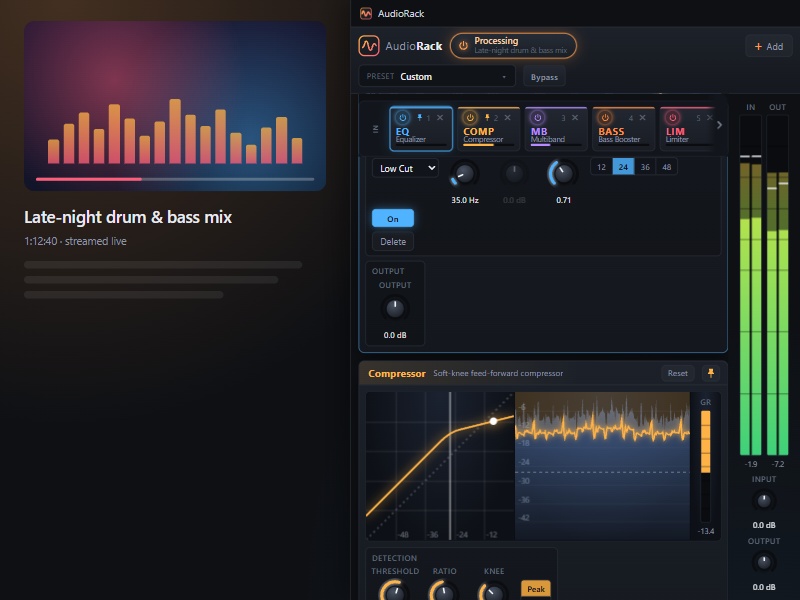 Late-night drum & bass mix
1:12:40 · streamed live
AudioRack
AudioRack
Processing
Late-night drum & bass mix
+ Add
PRESET Custom
Bypass
IN
1 ×
EQ
Equalizer
2 ×
COMP
Compressor
3 ×
MB
Multiband
4 ×
BASS
Bass Booster
5 ×
LIM
Limiter
IN OUT
Low Cut
35.0 Hz
0.0 dB
0.71
12 24 36 48
On
Delete
OUTPUT
OUTPUT
0.0 dB
Compressor Soft-knee feed-forward compressor
Reset
-18
-24
-30
-36
-42
-48 -36 -24 -12
GR
-13.4
-1.9 -7.2
INPUT
0.0 dB
OUTPUT
0.0 dB
DETECTION
THRESHOLD RATIO KNEE
Peak